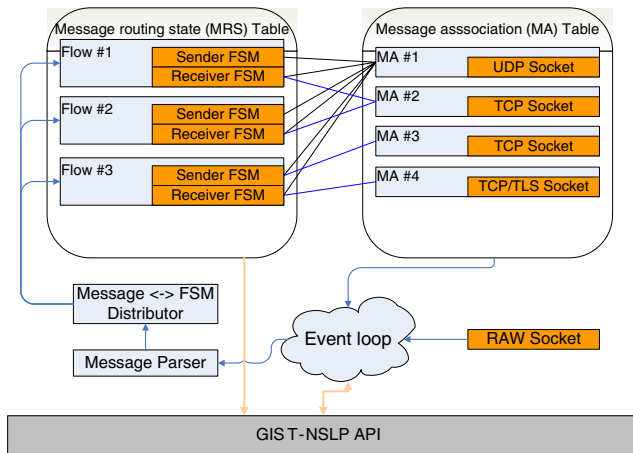 Message routing state (MRS) Table
Message asssociation (MA) Table
Flow #1
Sender FSM
Receiver FSM
Flow #2
Sender FSM
Receiver FSM
Flow #3
Sender FSM
Receiver FSM
MA #1
UDP Socket
MA #2
TCP Socket
MA #3
TCP Socket
MA #4
TCP/TLS Socket
Message <-> FSM
Distributor
Message Parser
Event loop
RAW Socket
GIST-NSLP API